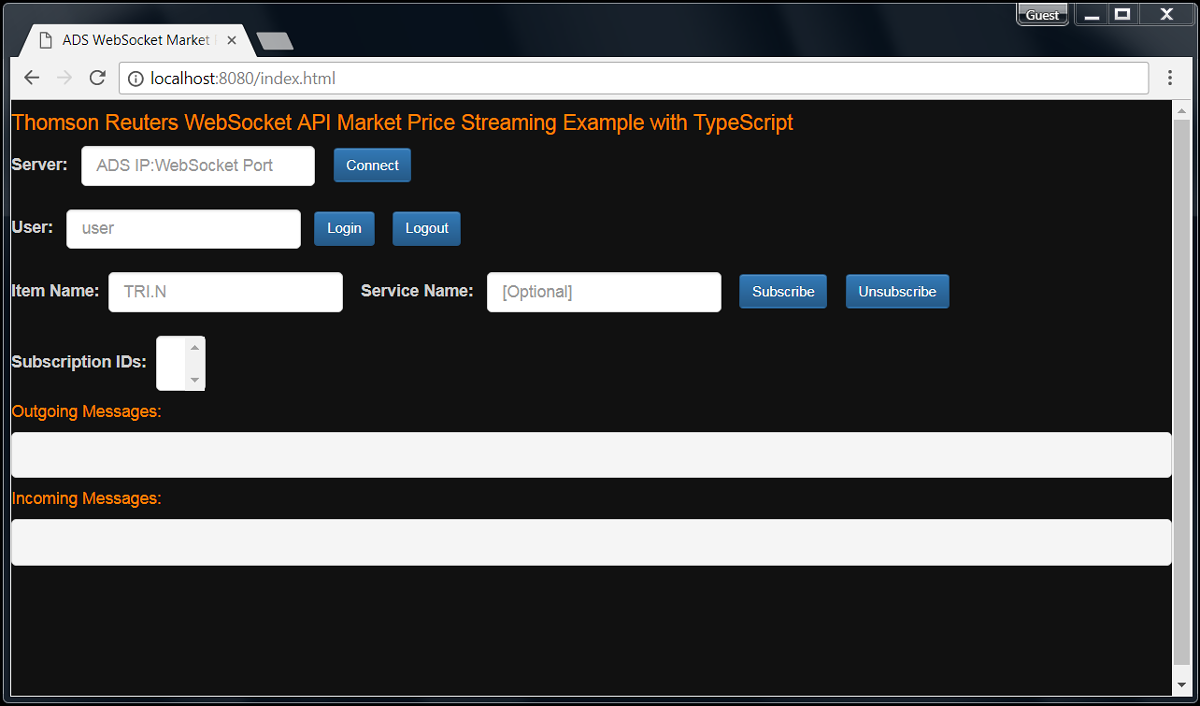 Guest
ADS WebSocket Market
localhost:8080/index.html
Thomson Reuters WebSocket API Market Price Streaming Example with TypeScript
Server: ADS IP:WebSocket Port Connect
User: user Login Logout
Item Name: TRI.N Service Name: [Optional] Subscribe Unsubscribe
Subscription IDs:
Outgoing Messages:
Incoming Messages: